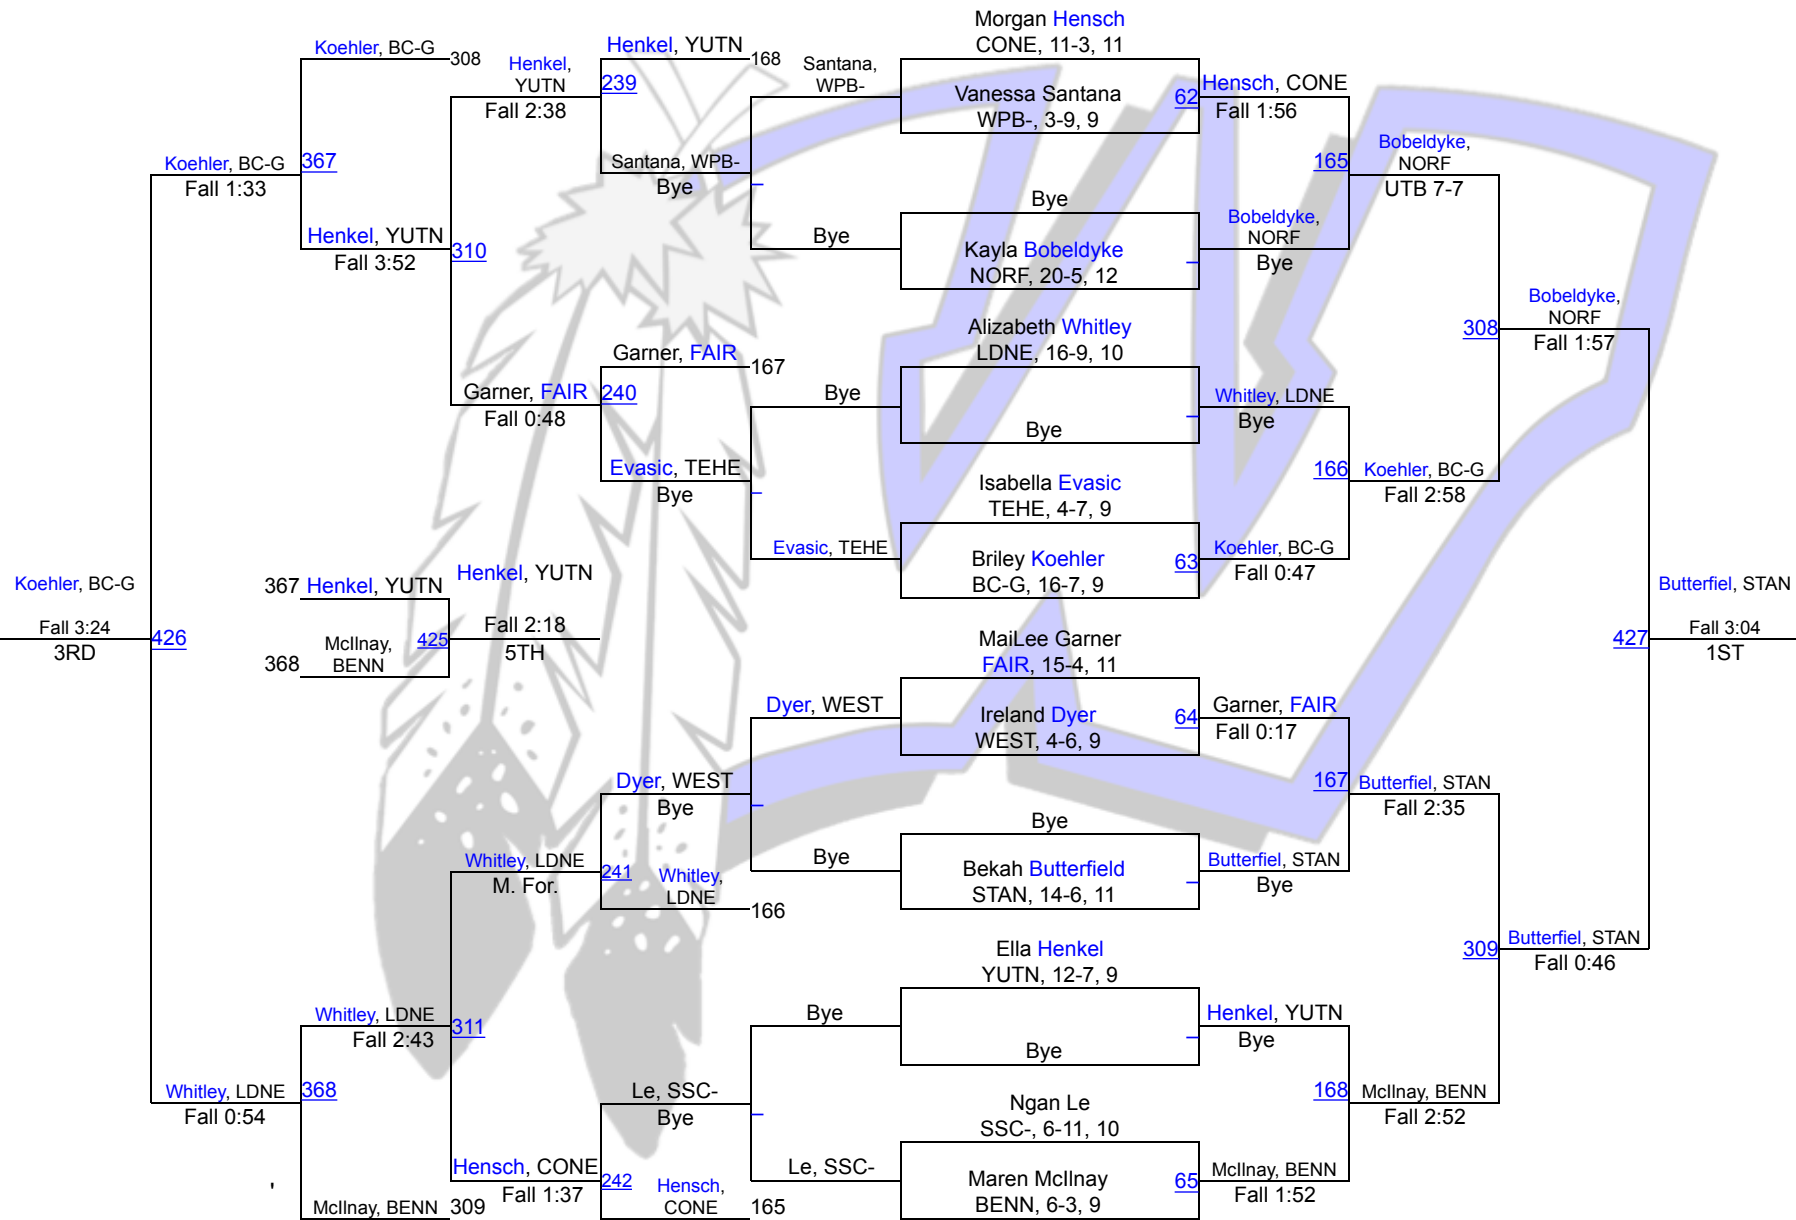 Koehler, BC-G
308
Henkel,
YUTN
Fall 2:38
Henkel, YUTN
168
239
Santana,
WPB-
Morgan Hensch
CONE, 11-3, 11
Vanessa Santana
WPB-, 3-9, 9
62
Hensch, CONE
Fall 1:56
Koehler, BC-G
Fall 1:33
367
Santana, WPB-
Bye
165
Bobeldyke,
NORF
UTB 7-7
Henkel, YUTN
Fall 3:52
310
Bye
Bye
Kayla Bobeldyke
NORF, 20-5, 12
Bobeldyke,
NORF
Bye
308
Bobeldyke,
NORF
Fall 1:57
Garner, FAIR
167
Garner, FAIR
Fall 0:48
240
Bye
Alizabeth Whitley
LDNE, 16-9, 10
Bye
Whitley, LDNE
Bye
Evasic, TEHE
Bye
166
Koehler, BC-G
Fall 2:58
Evasic, TEHE
Isabella Evasic
TEHE, 4-7, 9
Briley Koehler
BC-G, 16-7, 9
63
Koehler, BC-G
Fall 0:47
Koehler, BC-G
Fall 3:24
3RD
426
367
Henkel, YUTN
368
McIlnay,
BENN
425
Henkel, YUTN
Fall 2:18
5TH
Butterfiel, STAN
427
Fall 3:04
1ST
Dyer, WEST
MaiLee Garner
FAIR, 15-4, 11
Ireland Dyer
WEST, 4-6, 9
64
Garner, FAIR
Fall 0:17
Dyer, WEST
Bye
167
Butterfiel, STAN
Fall 2:35
Whitley, LDNE
M. For.
241
Whitley,
LDNE
166
Bye
Bye
Bekah Butterfield
STAN, 14-6, 11
Butterfiel, STAN
Bye
309
Butterfiel, STAN
Fall 0:46
Whitley, LDNE
Fall 2:43
311
Bye
Ella Henkel
YUTN, 12-7, 9
Bye
Henkel, YUTN
Bye
Whitley, LDNE
Fall 0:54
368
Le, SSC-
Bye
168
McIlnay, BENN
Fall 2:52
Hensch, CONE
Fall 1:37
242
Hensch,
CONE
165
Le, SSC-
Ngan Le
SSC-, 6-11, 10
Maren McIlnay
BENN, 6-3, 9
65
McIlnay, BENN
Fall 1:52
'
McIlnay, BENN
309